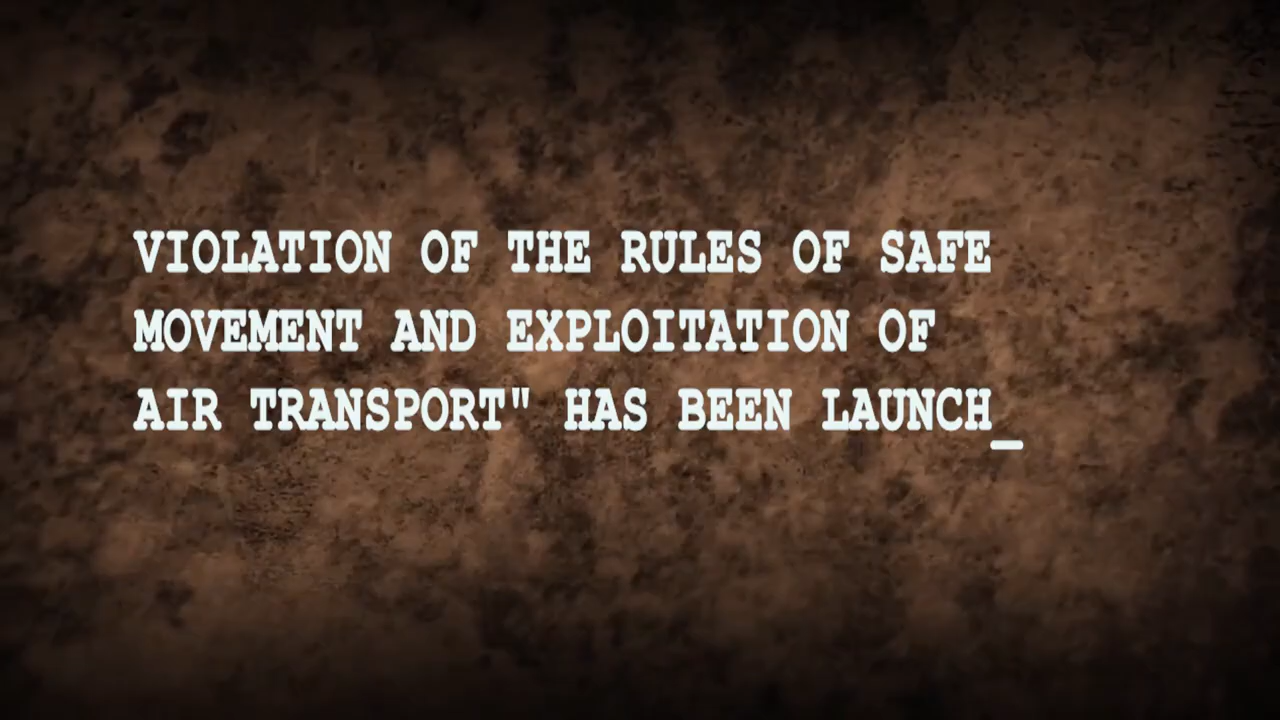 VIOLATION OF THE RULES OF SAFE
MOVEMENT AND EXPLOITATION OF
AIR TRANSPORT" HAS BEEN LAUNCH_